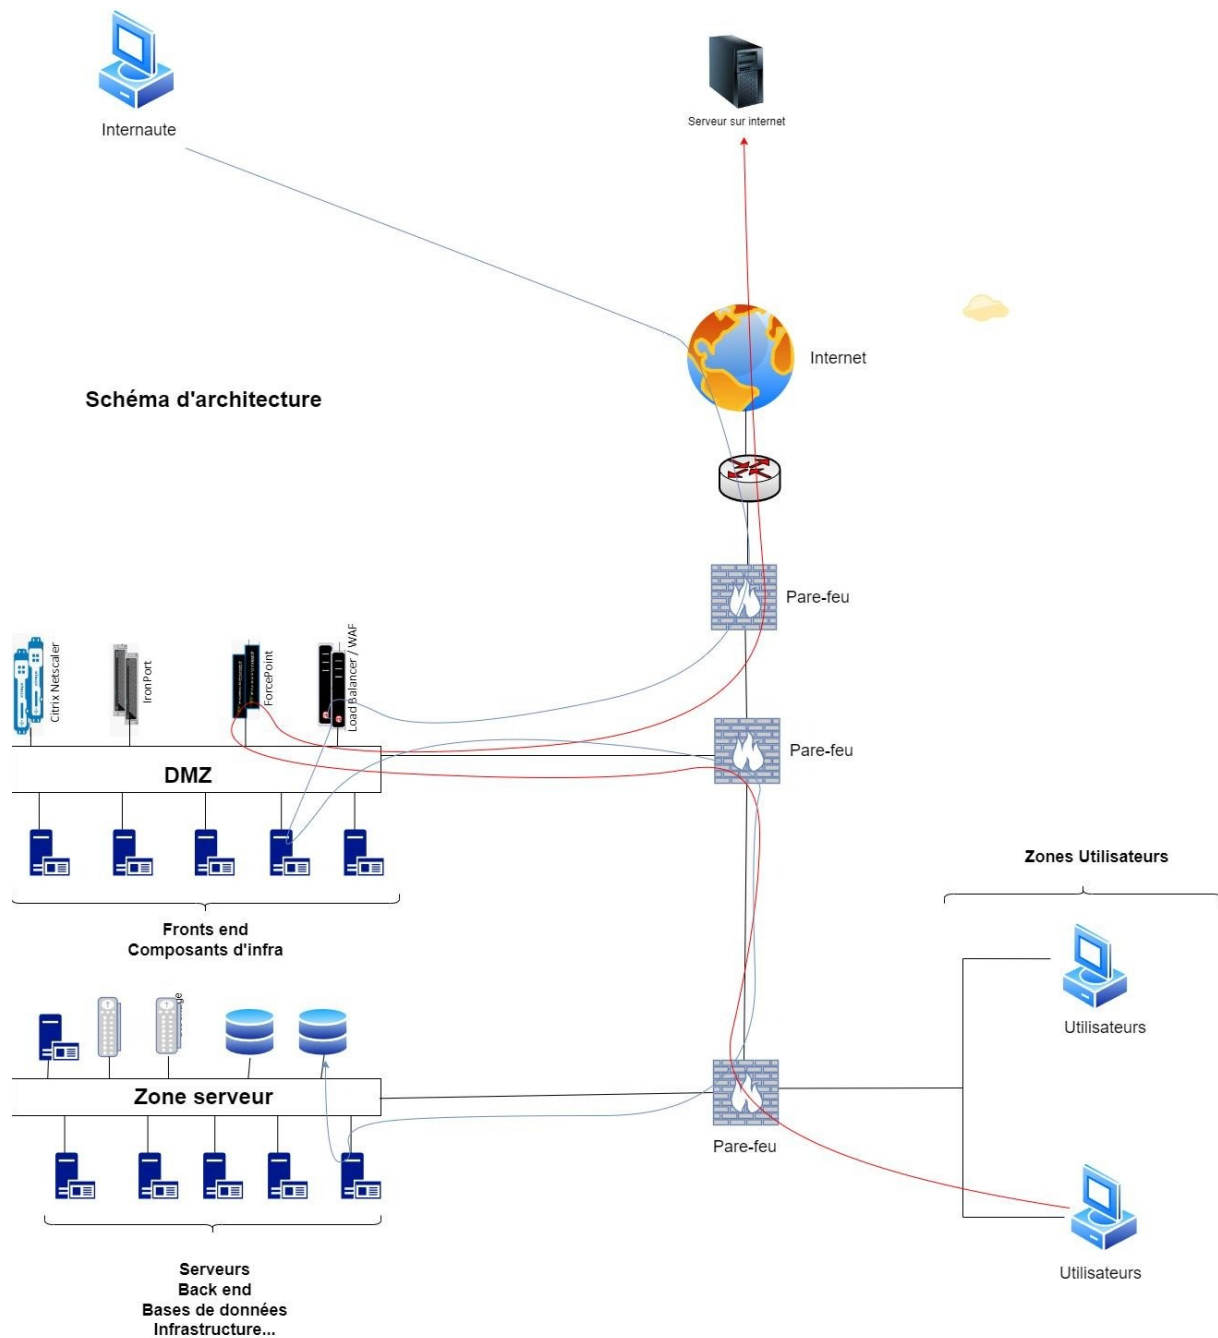 Internaute
Serveur sur internet
Internet
Schéma d'architecture
Pare-feu
Citrix Netscaler
IronPort
ForcePoint
Load Balancer / WAF
Pare-feu
DMZ
Zones Utilisateurs
Fronts end
Composants d'infra
Utilisateurs
Zone serveur
Pare-feu
Utilisateurs
Serveurs
Back end
Bases de données
Infrastructure...